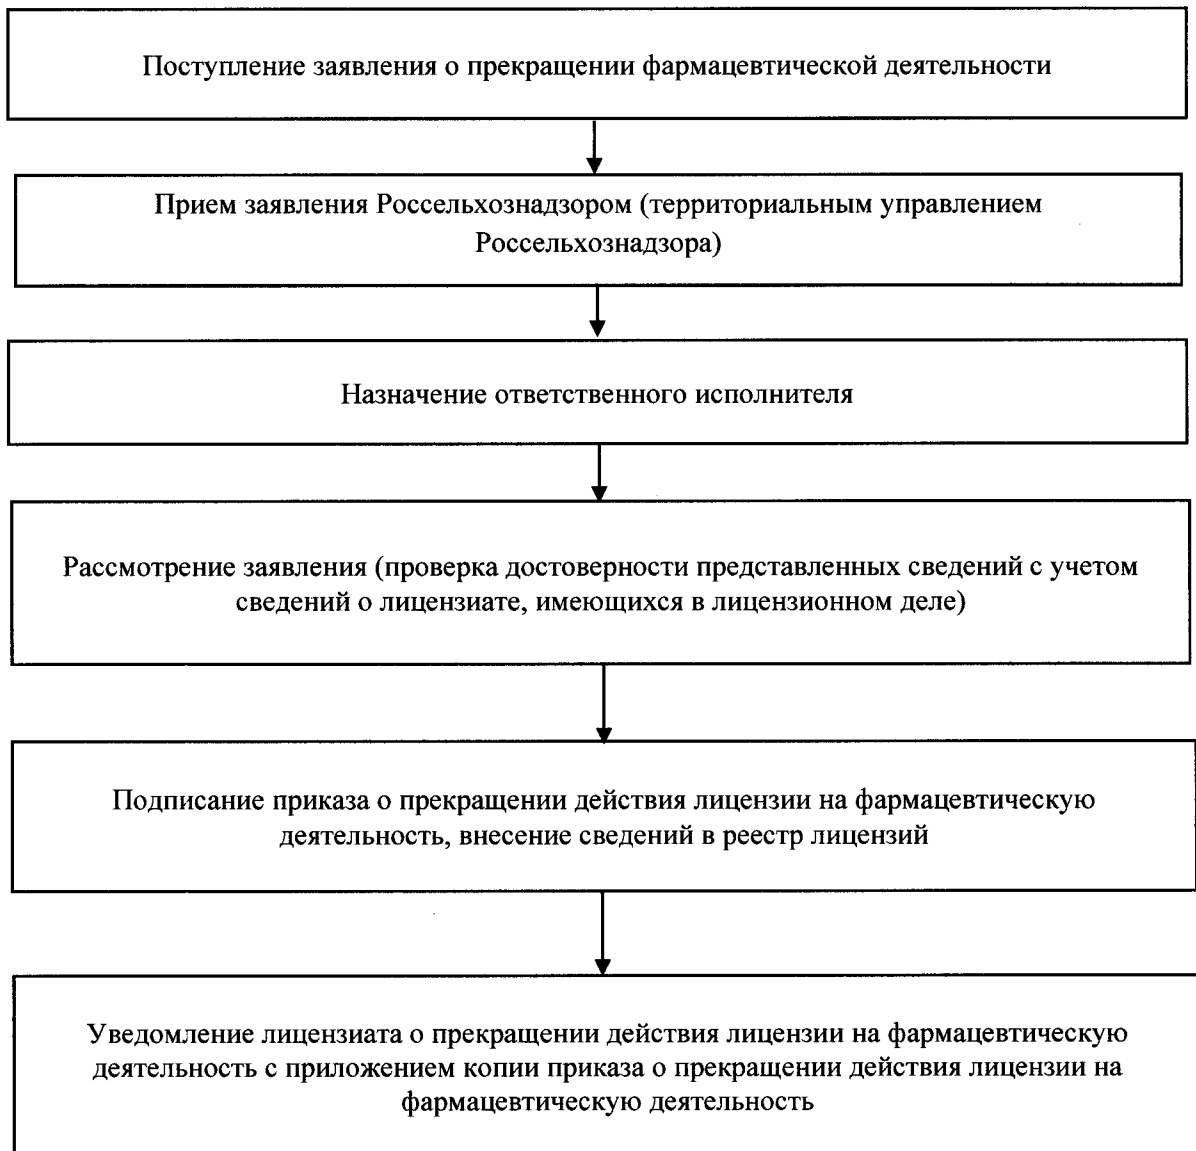 Поступление заявления о прекращении фармацевтической деятельности
Прием заявления Россельхознадзором (территориальным управлением
Россельхознадзора)
Назначение ответственного исполнителя
Рассмотрение заявления (проверка достоверности представленных сведений с учетом
сведений о лицензиате, имеющихся в лицензионном деле)
Подписание приказа о прекращении действия лицензии на фармацевтическую
деятельность, внесение сведений в реестр лицензий
Уведомление лицензиата о прекращении действия лицензии на фармацевтическую
деятельность с приложением копии приказа о прекращении действия лицензии на
фармацевтическую деятельность